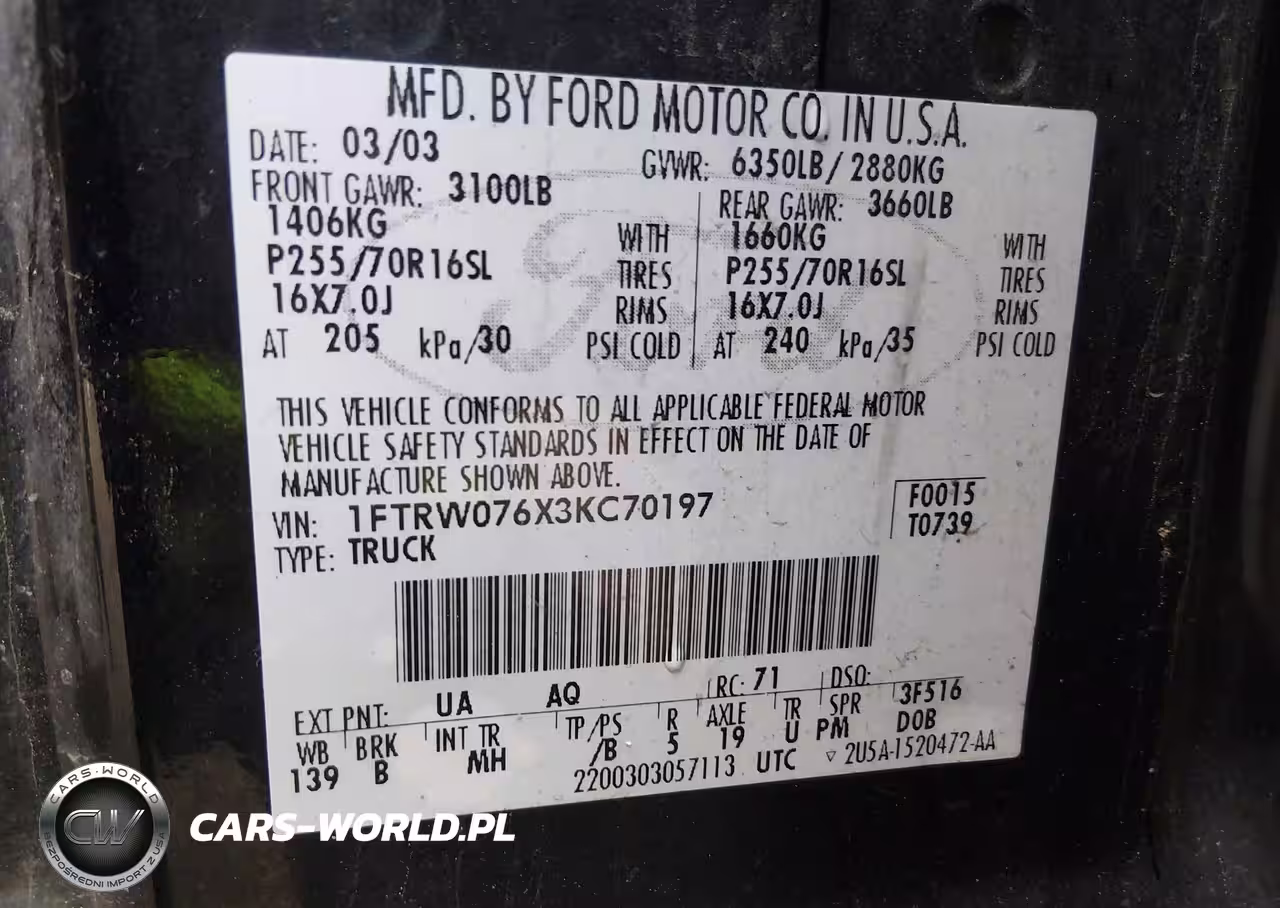 MFD. BY FORD MOTOR CO. IN U.S.A.
DATE: 03/03 GVWR: 6350LB/2880KG
FRONT GAWR: 3100LB REAR GAWR: 3660LB
1406KG WITH 1660KG WITH
P255/70R16SL TIRES P255/70R16SL TIRES
16X7.0J RIMS 16X7.0J RIMS
AT 205 kPa/30 PSI COLD AT 240 kPa/35 PSI COLD
THIS VEHICLE CONFORMS TO ALL APPLICABLE FEDERAL MOTOR
VEHICLE SAFETY STANDARDS IN EFFECT ON THE DATE OF
MANUFACTURE SHOWN ABOVE.
VIN: 1FTRW076X3KC70197 F0015
TYPE: TRUCK T0739
EXT PNT: UA AQ RC: 71 DSO:
WB BRK INT TR TP/PS R AXLE TR SPR 3F516
139 B MH /B 5 19 U PM DOB
2200303057113 UTC ▿ 2U5A-1520472-AA
Ford
CARS-WORLD
CW
BEZPOŚREDNI IMPORT Z USA
CARS-WORLD.PL